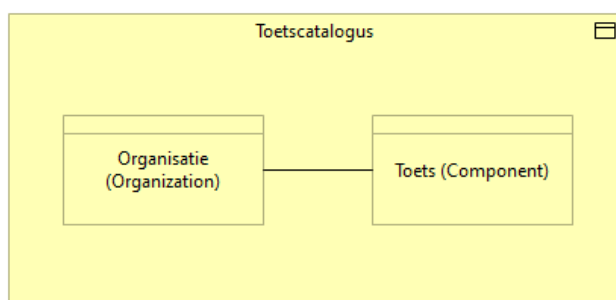 Toetscatalogus
Organisatie
(Organization)
Toets (Component)